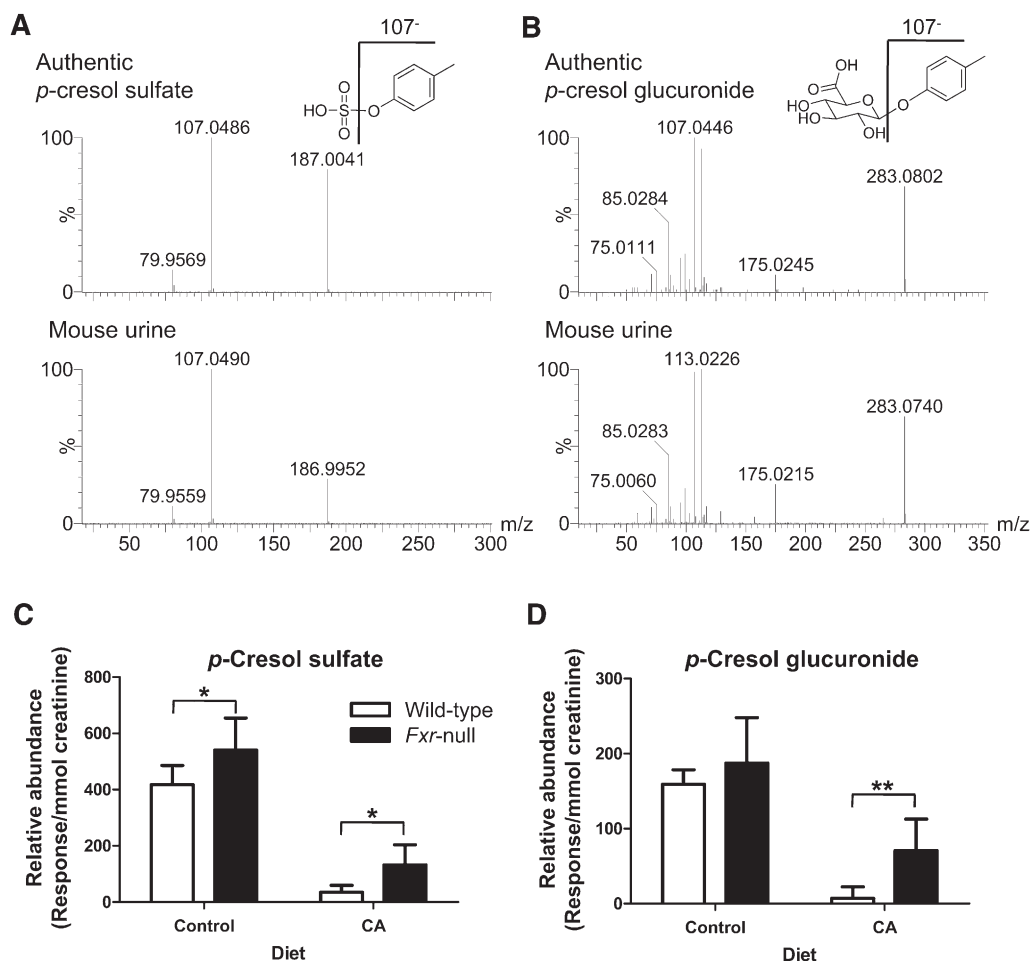 A
Authentic
p-cresol sulfate
107-
HO
S
O
O
O
100
%
0
107.0486
187.0041
79.9569
Mouse urine
100
%
0
107.0490
186.9952
79.9559
50 100 150 200 250 300
m/z
B
Authentic
p-cresol glucuronide
107-
OH
O
O
O
HO
HO
OH
100
%
0
107.0446
283.0802
85.0284
75.0111
175.0245
Mouse urine
100
%
0
113.0226
283.0740
85.0283
75.0060
175.0215
50 100 150 200 250 300 350
m/z
C
p-Cresol sulfate
Relative abundance
(Response/mmol creatinine)
800
600
400
200
0
*
*
Wild-type
Fxr-null
Control CA
Diet
D
p-Cresol glucuronide
Relative abundance
(Response/mmol creatinine)
300
200
100
0
**
Control CA
Diet